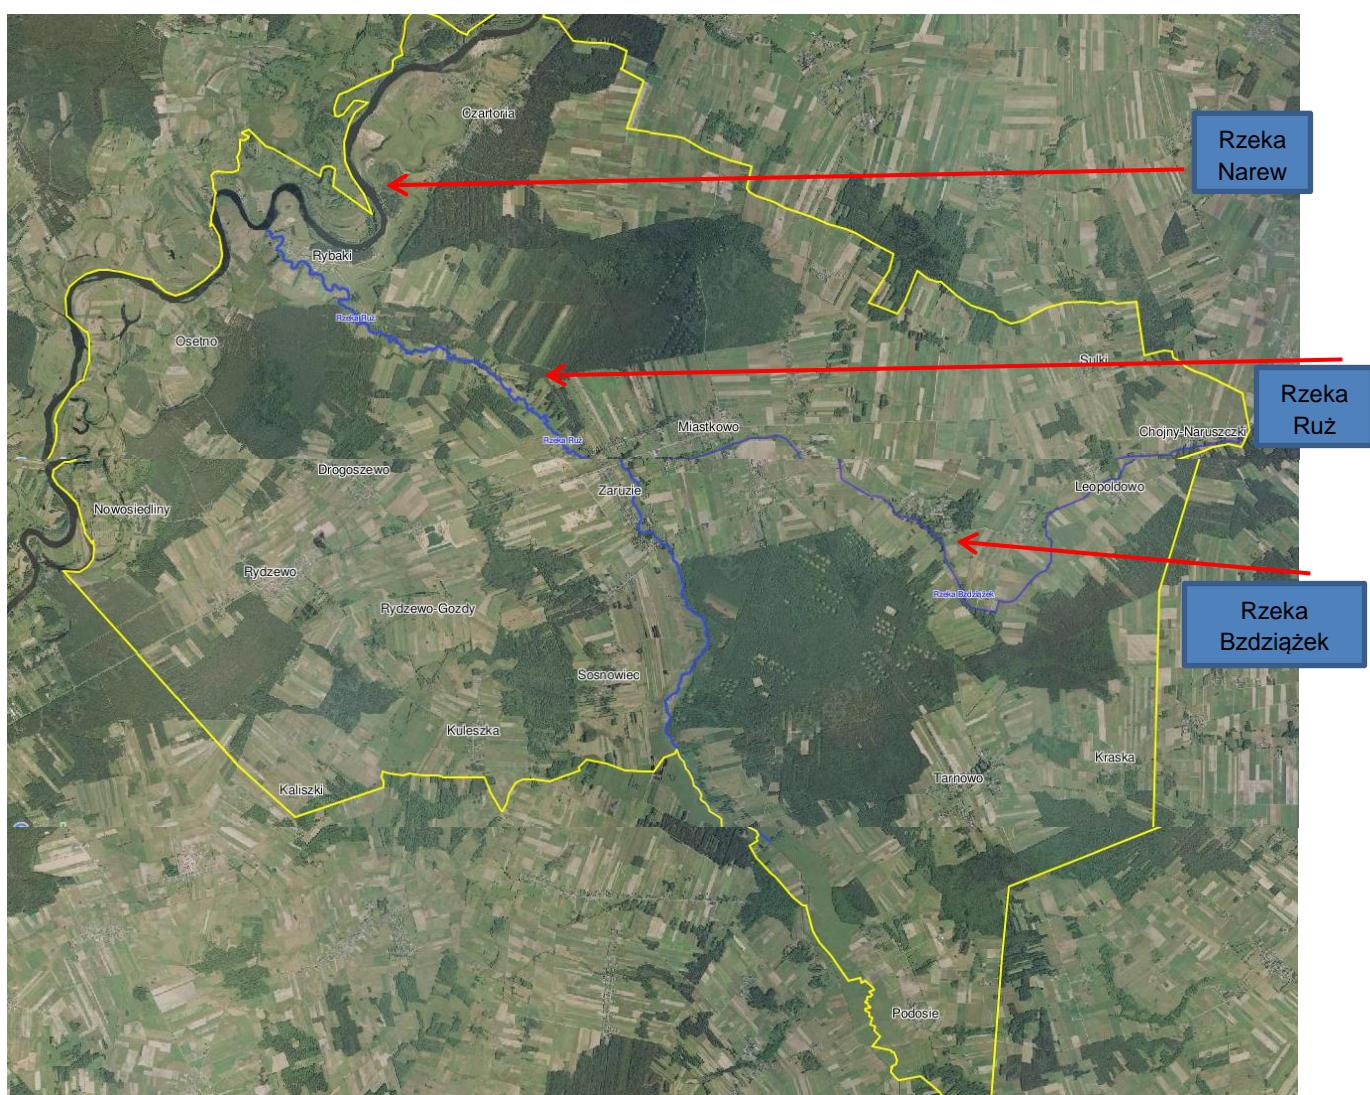 Czartoria
Rzeka
Narew
Rybaki
Rzeka Ruż
Osetno
Sulki
Rzeka
Ruż
Miastkowo
Chojny-Naruszczki
Rzeka Ruż
Drogoszewo
Zaruzie
Leopoldowo
Nowosiedliny
Rydzewo
Rzeka Bzdziążek
Rydzewo-Gozdy
Rzeka
Bzdziążek
Sosnowiec
Kuleszka
Kraska
Tarnowo
Kaliszki
Podosie